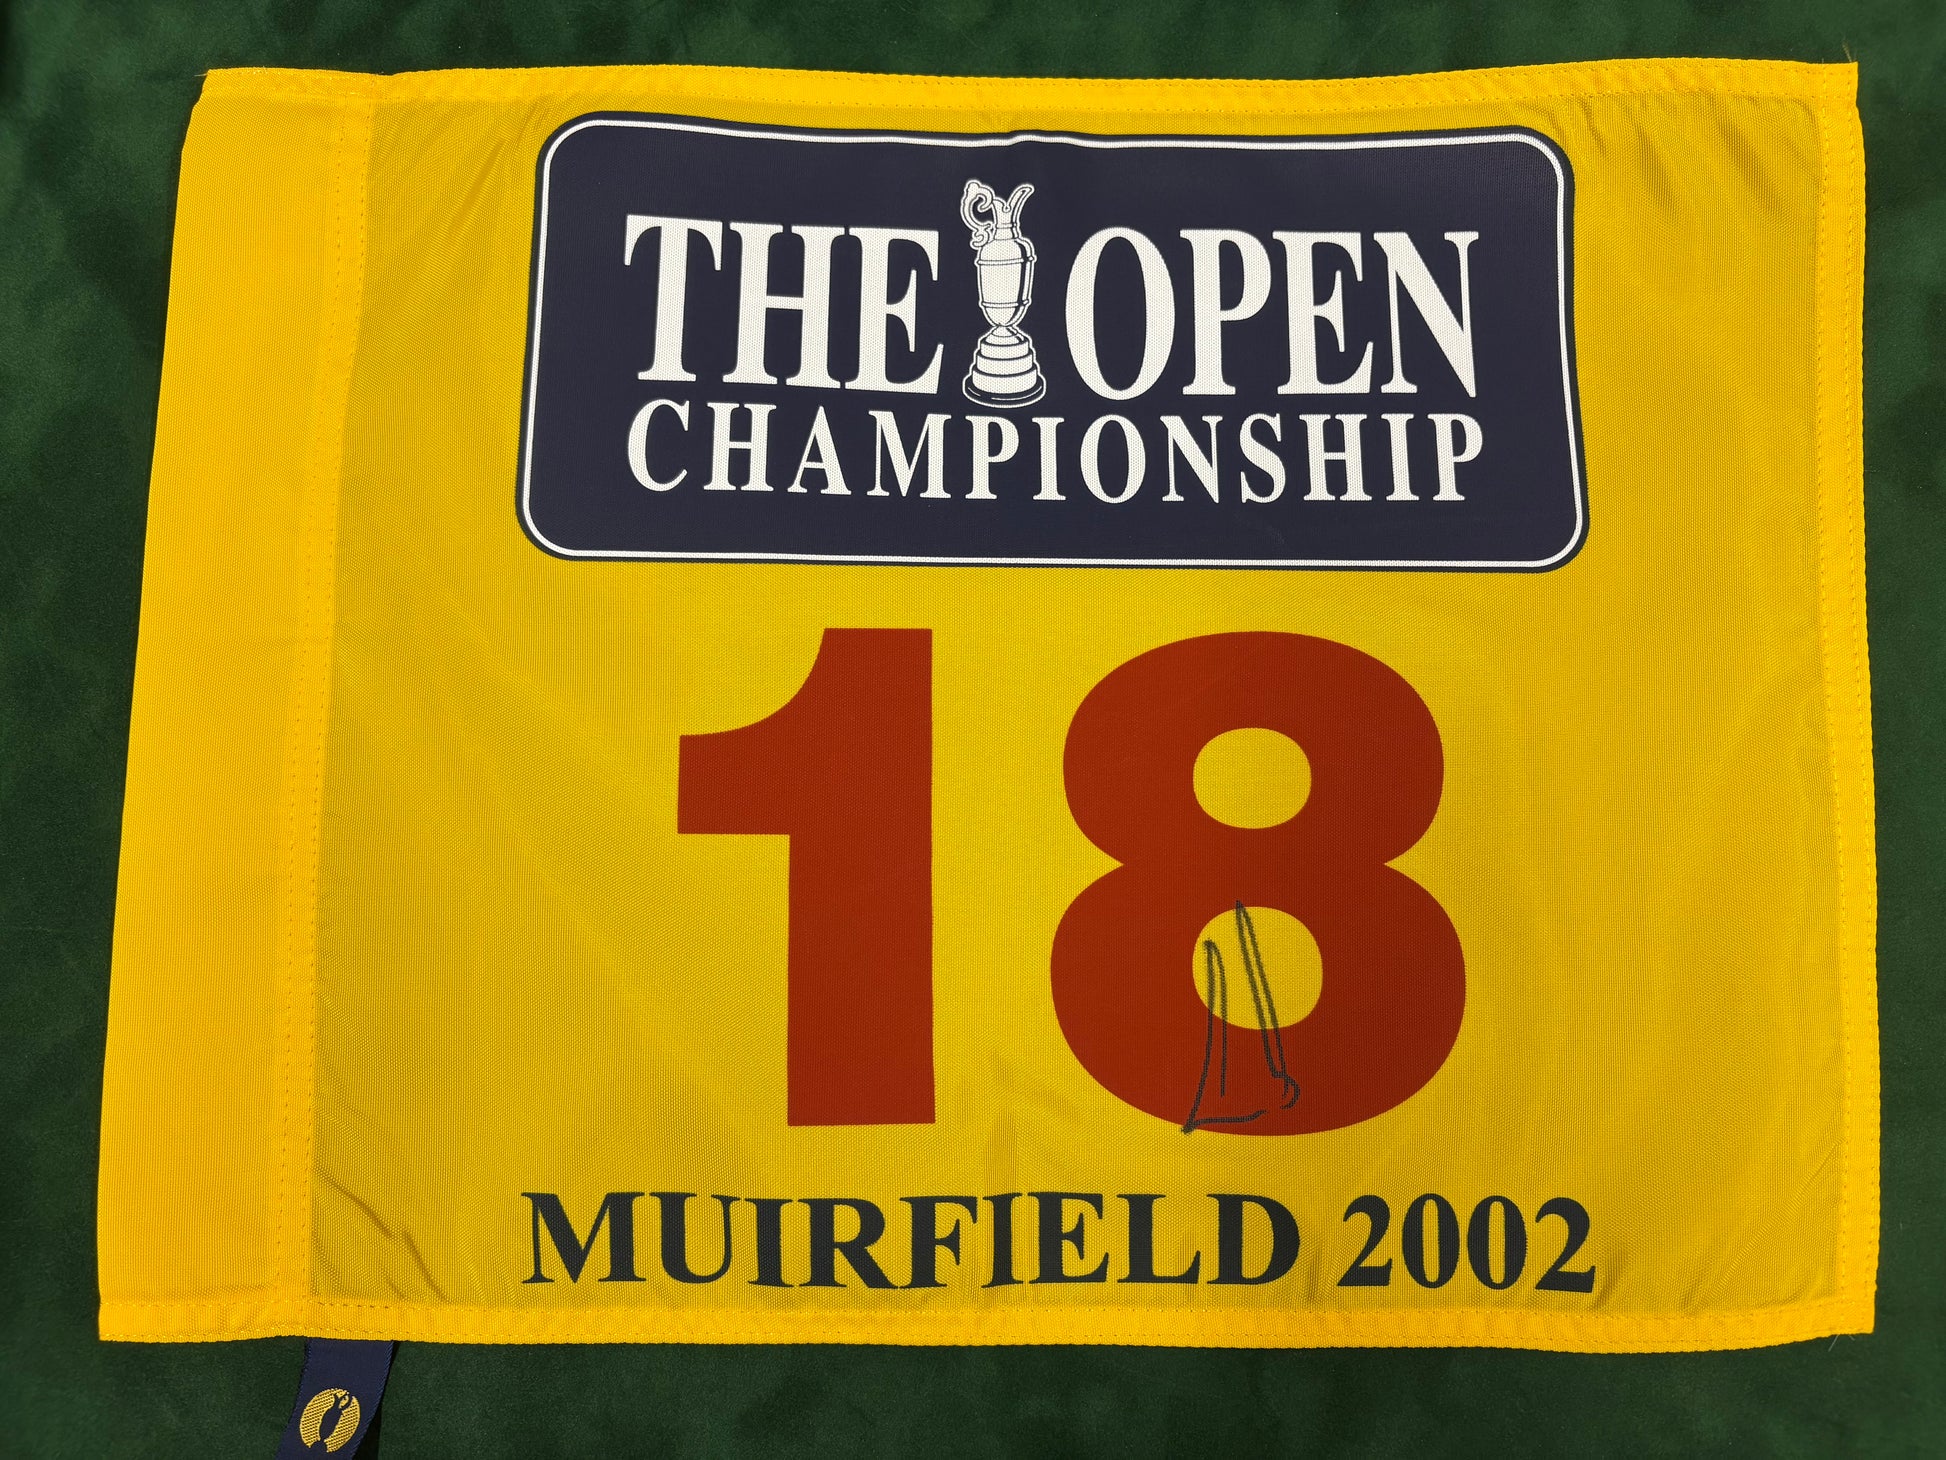 THE OPEN
CHAMPIONSHIP
18
MUIRFIELD 2002